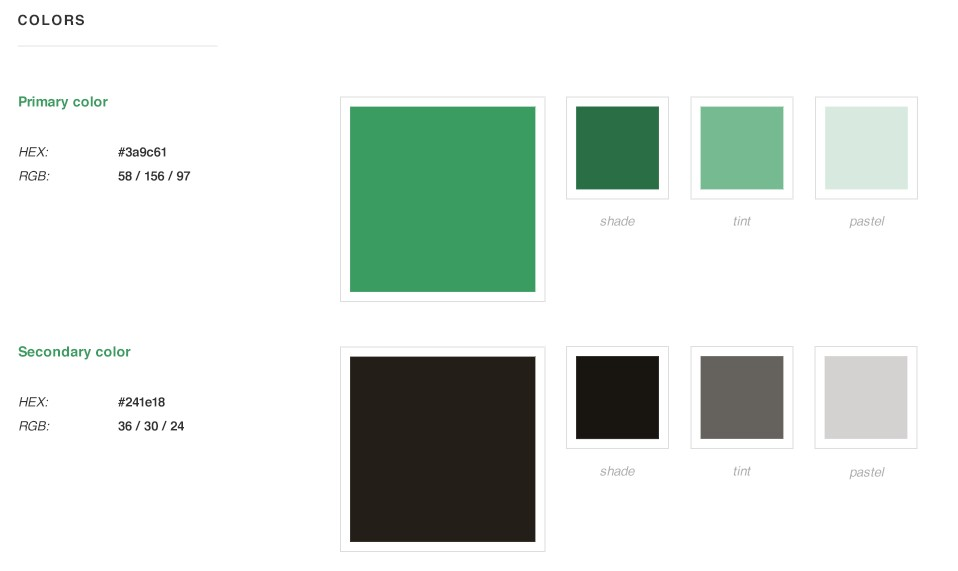 COLORS
Primary color
HEX: #3a9c61
RGB: 58 / 156 / 97
shade tint pastel
Secondary color
HEX: #241e18
RGB: 36 / 30 / 24
shade tint pastel